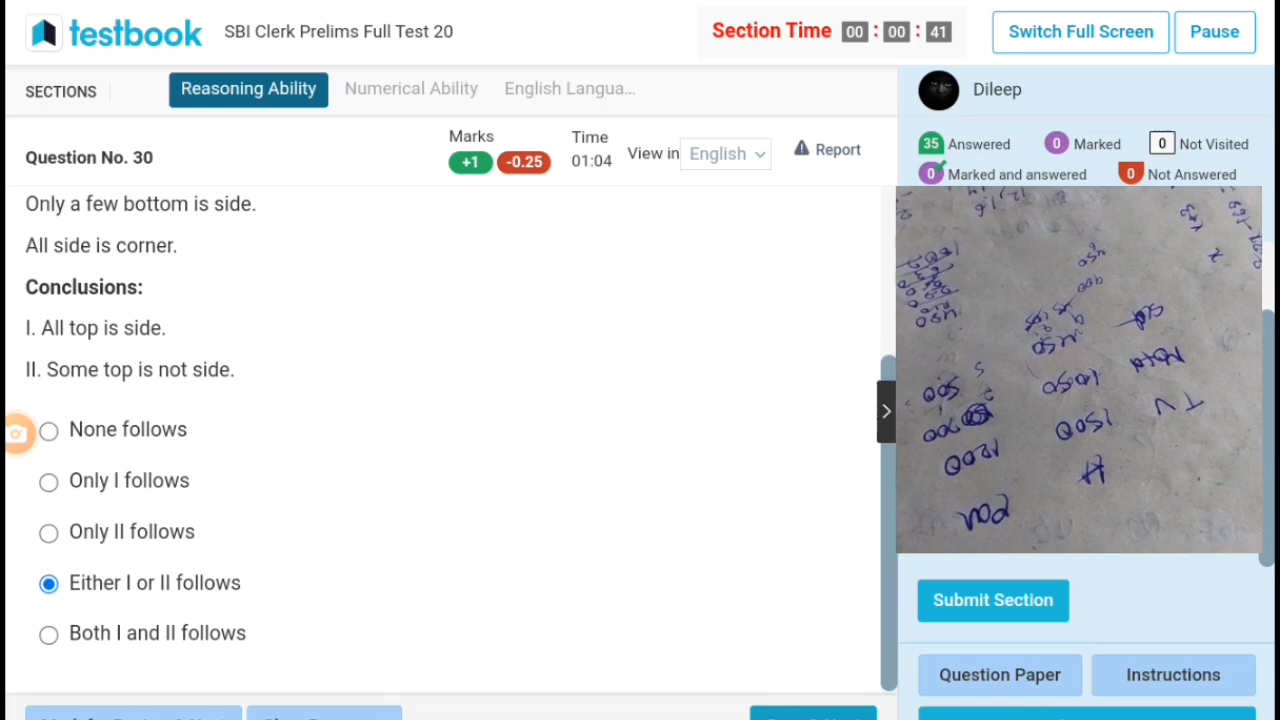 testbook
SBI Clerk Prelims Full Test 20
Section Time 00 : 00 : 41
Switch Full Screen
Pause
SECTIONS
Reasoning Ability
Numerical Ability
English Langua...
Dileep
Question No. 30
Marks
+1 -0.25
Time
01:04
View in English
Report
35 Answered
0 Marked
0 Not Visited
0 Marked and answered
0 Not Answered
Only a few bottom is side.
All side is corner.
Conclusions:
I. All top is side.
II. Some top is not side.
None follows
Only I follows
Only II follows
Either I or II follows
Both I and II follows
TV
1500
1200
Submit Section
Question Paper
Instructions